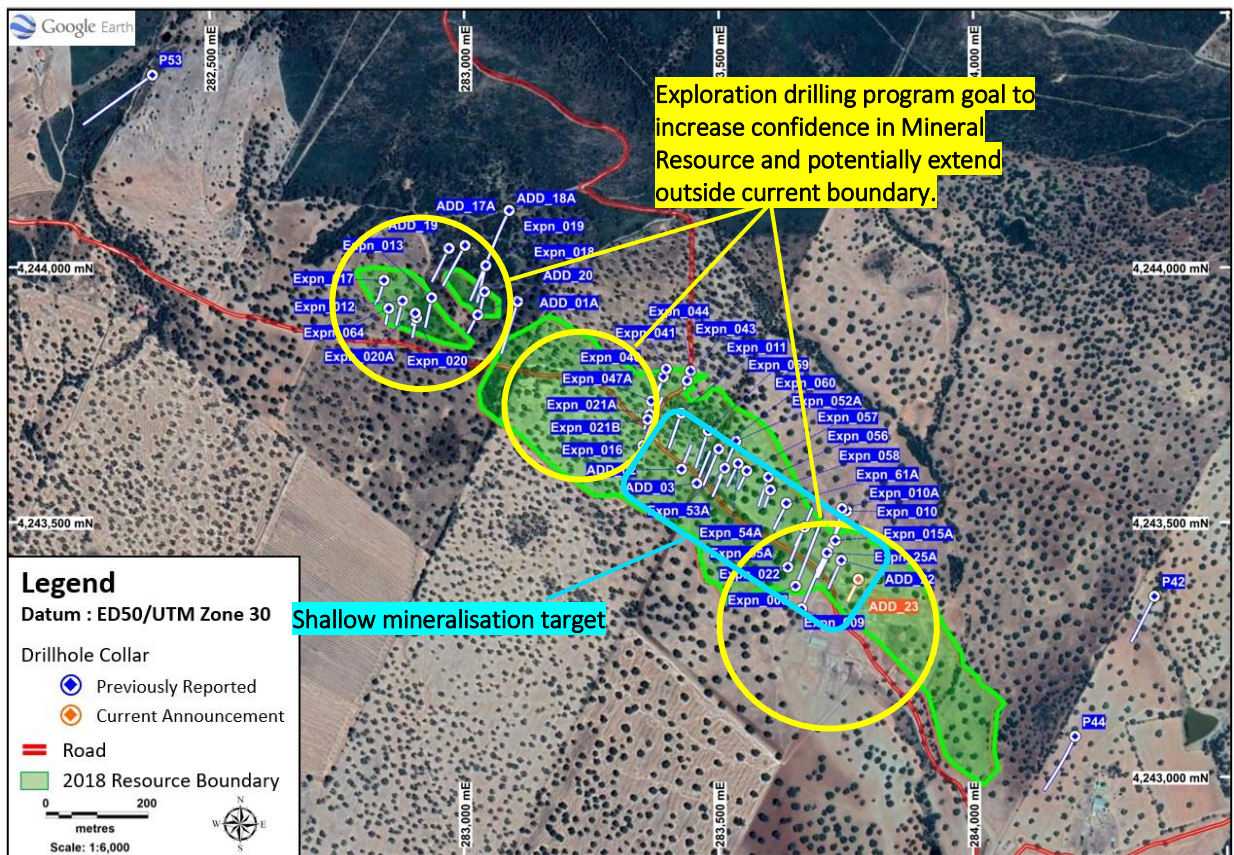 Google Earth
282,500 mE
283,000 mE
P53
Exploration drilling program goal to
increase confidence in Mineral
Resource and potentially extend
outside current boundary.
ADD_17A
ADD_18A
ADD_19
Expn_019
Expn_013
Expn_018
4,244,000 mN
4,244,000 mN
ADD_20
Expn_012
ADD_01A
Expn_064
Expn_044
Expn_041
Expn_043
Expn_020A
Expn_020
Expn_011
Expn_047A
Expn_060
Expn_021A
Expn_052A
Expn_021B
Expn_057
Expn_016
Expn_056
Expn_058
Expn_61A
ADD_03
Expn_010A
Expn_53A
Expn_010
4,243,500 mN
4,243,500 mN
Expn_54A
Expn_015A
Expn_022
P42
ADD_23
Expn_009
Shallow mineralisation target
P44
4,243,000 mN
Legend
Datum : ED50/UTM Zone 30
Drillhole Collar
Previously Reported
Current Announcement
Road
2018 Resource Boundary
0 200
metres
Scale: 1:6,000
N
W E
S
283,000 mE
283,500 mE
284,000 mE